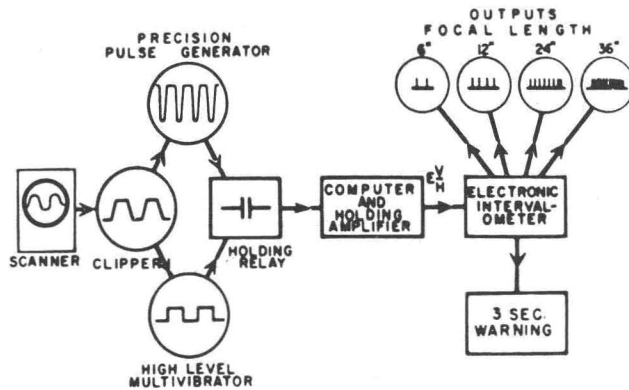 OUTPUTS
FOCAL LENGTH
6" 12" 24" 36"
PRECISION
PULSE GENERATOR
SCANNER
CLIPPER
HOLDING
RELAY
COMPUTER
AND
HOLDING
AMPLIFIER
E V/H
ELECTRONIC
INTERVAL-
OMETER
HIGH LEVEL
MULTIVIBRATOR
3 SEC.
WARNING